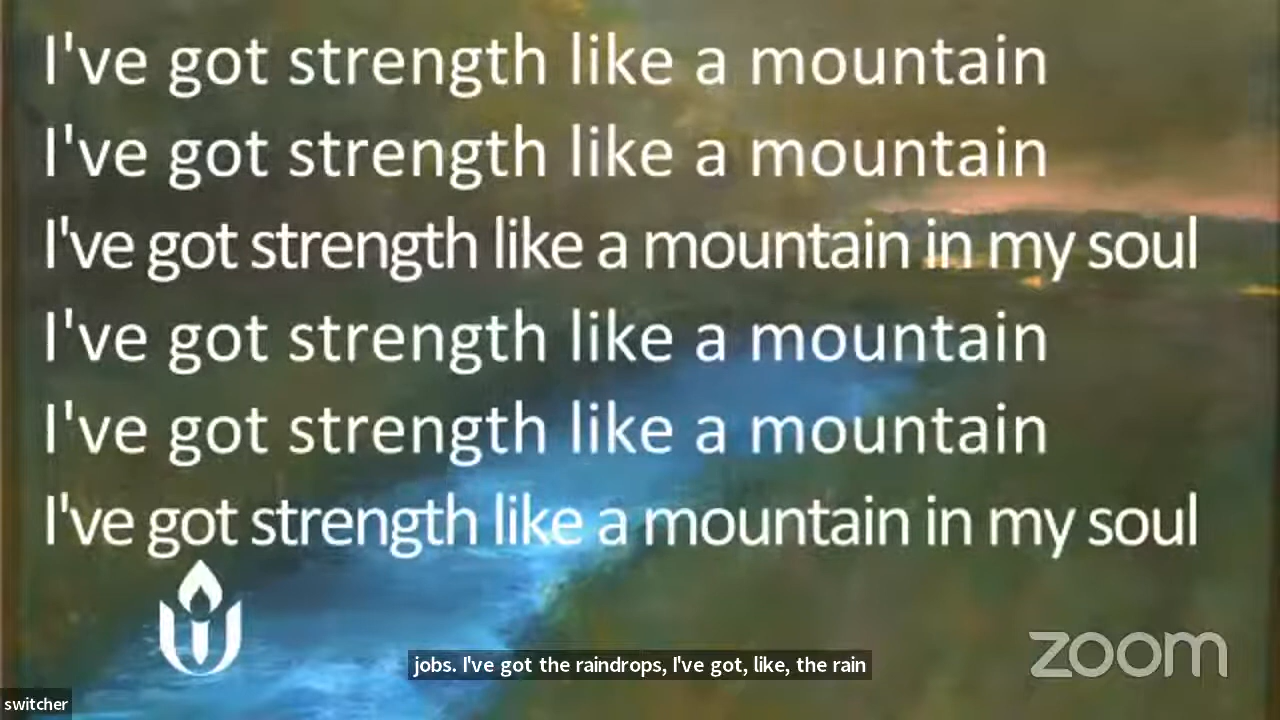 I've got strength like a mountain
I've got strength like a mountain
I've got strength like a mountain in my soul
I've got strength like a mountain
I've got strength like a mountain
I've got strength like a mountain in my soul
jobs. I've got the raindrops, I've got, like, the rain
zoom
switcher